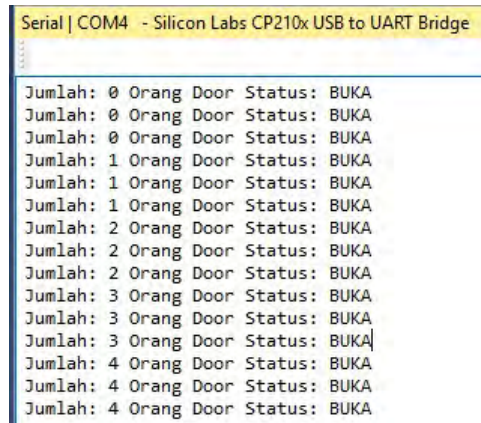 Serial | COM4 - Silicon Labs CP210x USB to UART Bridge
Jumlah: 0 Orang Door Status: BUKA
Jumlah: 0 Orang Door Status: BUKA
Jumlah: 0 Orang Door Status: BUKA
Jumlah: 1 Orang Door Status: BUKA
Jumlah: 1 Orang Door Status: BUKA
Jumlah: 1 Orang Door Status: BUKA
Jumlah: 2 Orang Door Status: BUKA
Jumlah: 2 Orang Door Status: BUKA
Jumlah: 2 Orang Door Status: BUKA
Jumlah: 3 Orang Door Status: BUKA
Jumlah: 3 Orang Door Status: BUKA
Jumlah: 3 Orang Door Status: BUKA
Jumlah: 4 Orang Door Status: BUKA
Jumlah: 4 Orang Door Status: BUKA
Jumlah: 4 Orang Door Status: BUKA